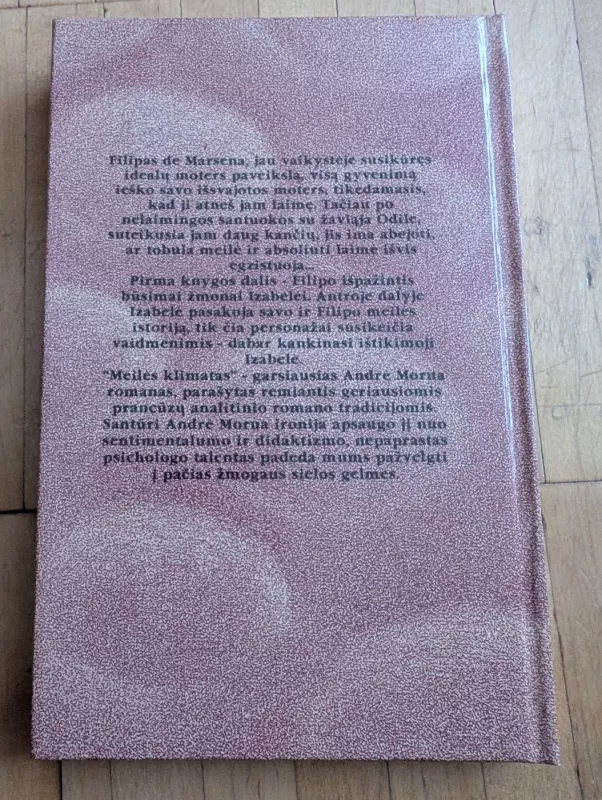 Filipas de Marsena, jau vaikystėje susikūręs
idealų moters paveikslą, visą gyvenimą
ieško savo išsvajotos moters, tikėdamasis,
kad ji atneš jam laimę. Tačiau po
nelaimingos santuokos su žaviąja Odile,
suteikusia jam daug kančių, jis ima abejoti,
ar tobula meilė ir absoliuti laimė išvis
egzistuoja...
Pirma knygos dalis - Filipo išpažintis
būsimai žmonai Izabelei. Antroje dalyje
Izabelė pasakoja savo ir Filipo meilės
istoriją, tik čia personažai susikeičia
vaidmenimis - dabar kankinasi ištikimoji
Izabelė.
"Meilės klimatas" - garsiausias André Morua
romanas, parašytas remiantis geriausiomis
prancūzų analitinio romano tradicijomis.
Santūri André Morua ironija apsaugo jį nuo
sentimentalumo ir didaktizmo, nepaprastas
psichologo talentas padeda mums pažvelgti
į pačias žmogaus sielos gelmes.